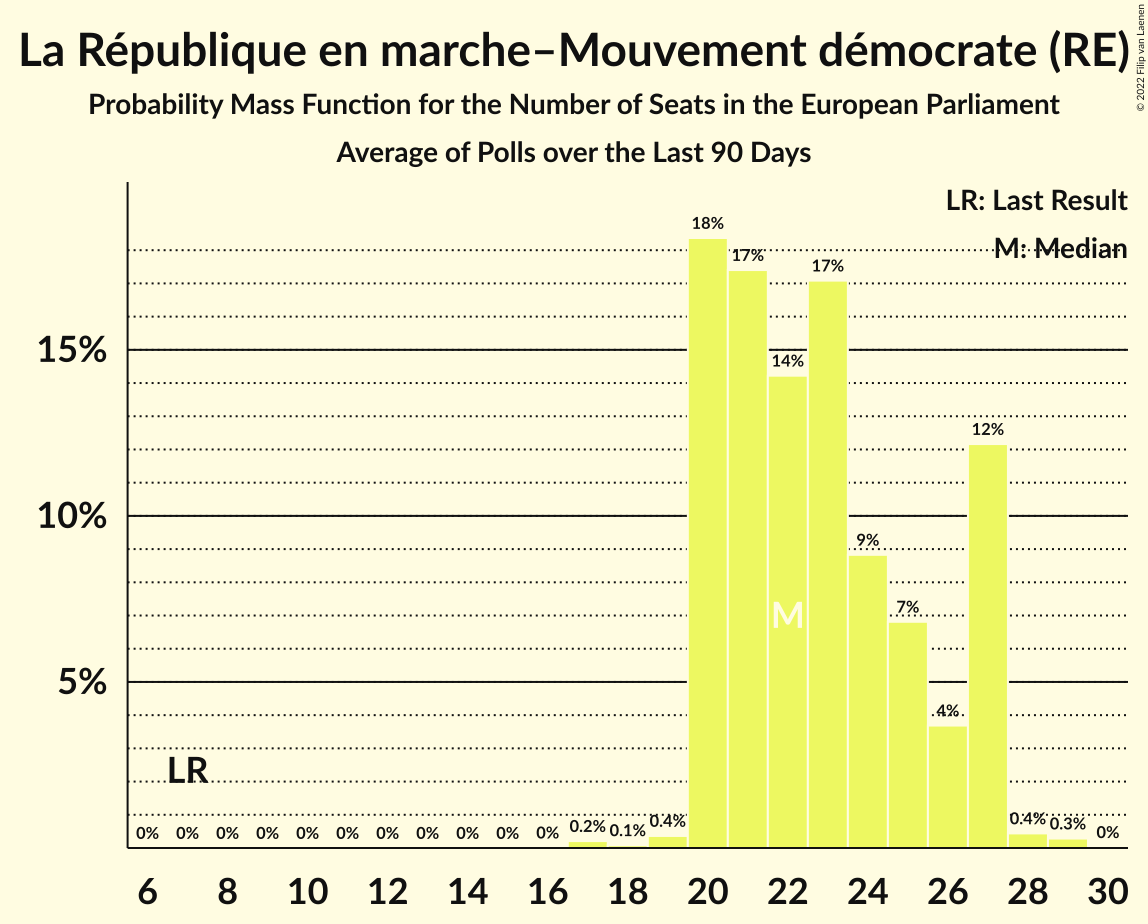 La République en marche–Mouvement démocrate (RE)
© 2022 Filip van Laenen
Probability Mass Function for the Number of Seats in the European Parliament
Average of Polls over the Last 90 Days
LR: Last Result
M: Median
15%
10%
5%
18%
17%
14%
17%
9%
7%
4%
12%
M
LR
0% 0% 0% 0% 0% 0% 0% 0% 0% 0% 0% 0.2% 0.1% 0.4% 0.4% 0.3% 0%
6 8 10 12 14 16 18 20 22 24 26 28 30